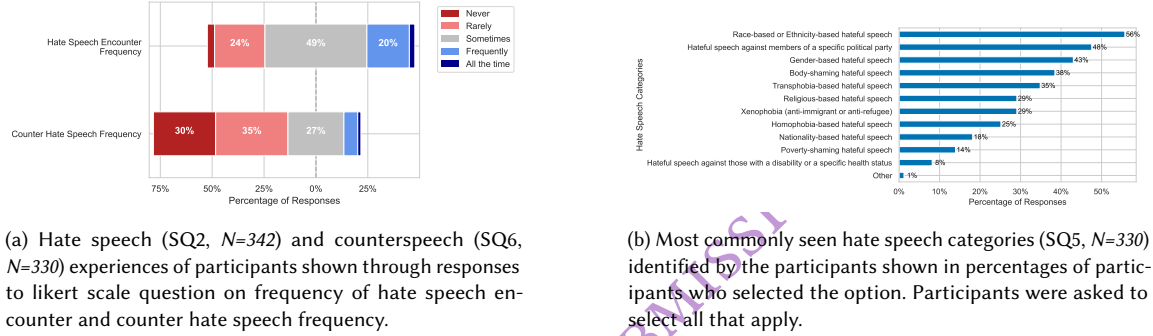 Never
Rarely
Sometimes
Frequently
All the time
Hate Speech Encounter
Frequency
24%
49%
20%
Counter Hate Speech Frequency
30%
35%
27%
75%
50%
25%
0%
25%
Percentage of Responses
Hate Speech Categories
Race-based or Ethnicity-based hateful speech
56%
Hateful speech against members of a specific political party
48%
Gender-based hateful speech
43%
Body-shaming hateful speech
38%
Transphobia-based hateful speech
35%
Religious-based hateful speech
29%
Xenophobia (anti-immigrant or anti-refugee)
29%
Homophobia-based hateful speech
25%
Nationality-based hateful speech
18%
Poverty-shaming hateful speech
14%
Hateful speech against those with a disability or a specific health status
8%
Other
1%
0%
10%
20%
30%
40%
50%
Percentage of Responses
(a) Hate speech (SQ2, N=342) and counterspeech (SQ6,
N=330) experiences of participants shown through responses
to likert scale question on frequency of hate speech en-
counter and counter hate speech frequency.
(b) Most commonly seen hate speech categories (SQ5, N=330)
identified by the participants shown in percentages of partic-
ipants who selected the option. Participants were asked to
select all that apply.